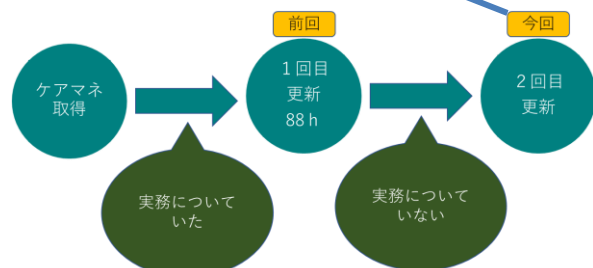 前回
今回
ケアマネ
取得
1回目
更新
88h
2回目
更新
実務について
いた
実務について
いない